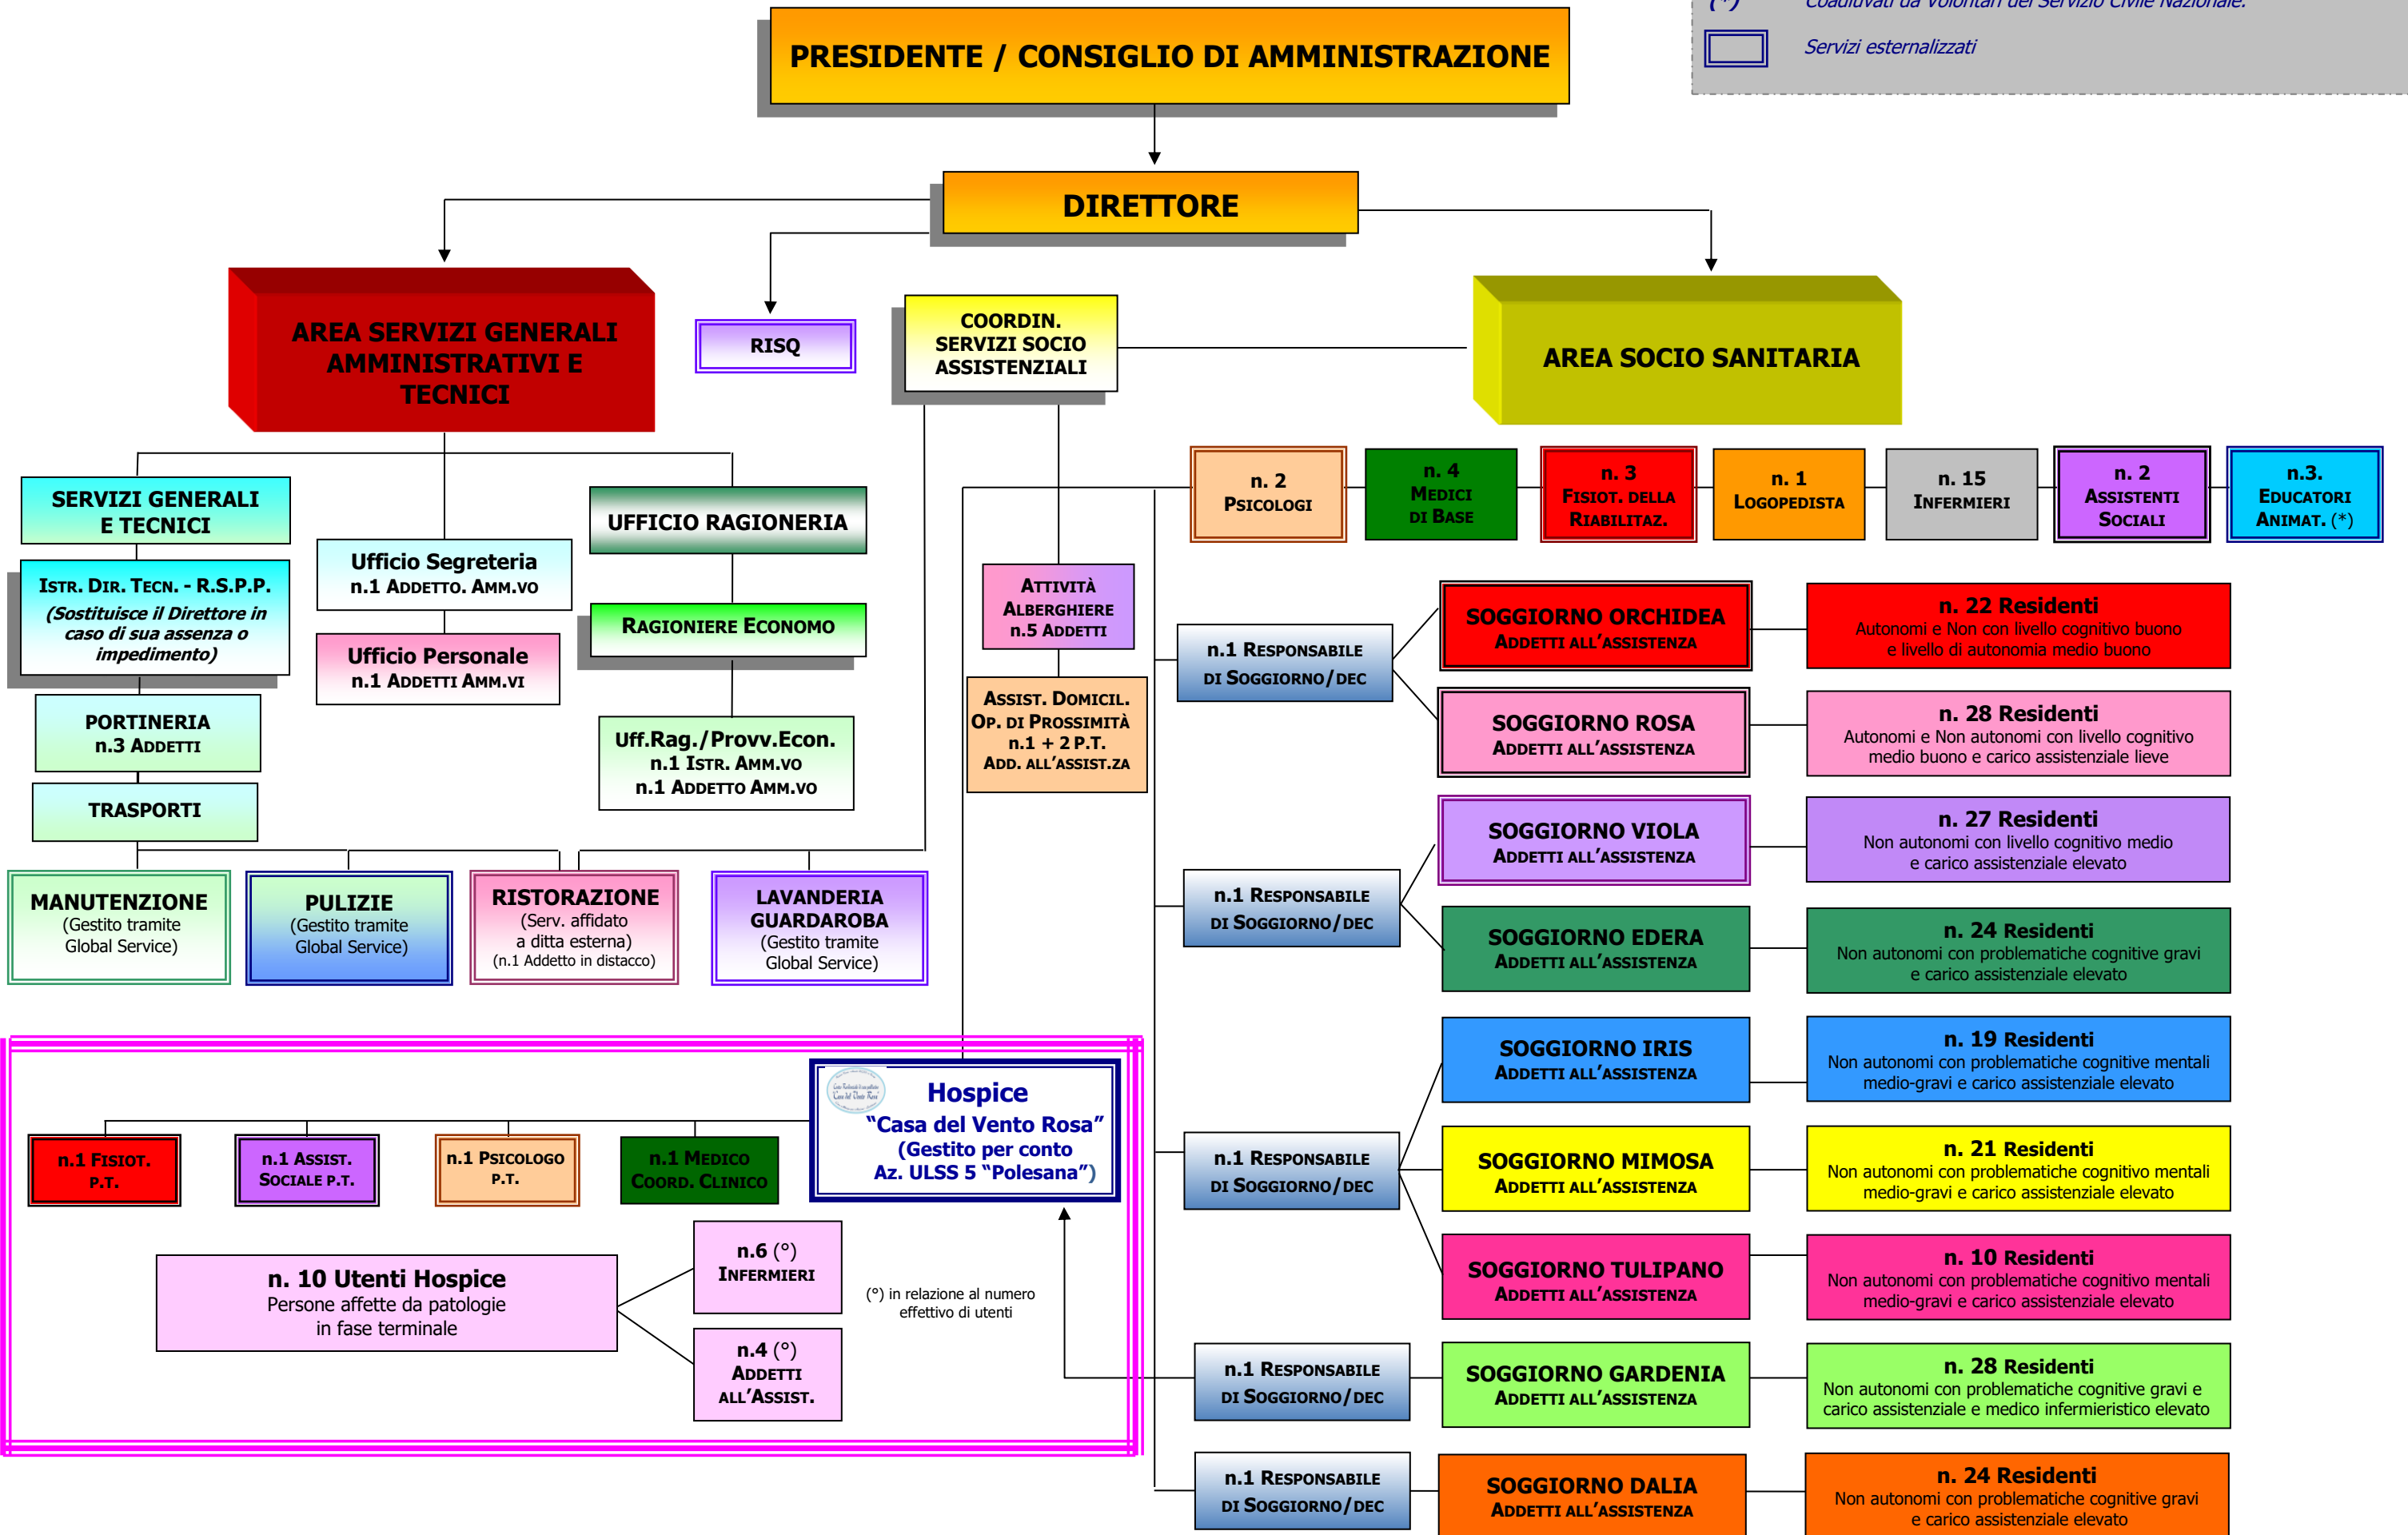 (*) Coadiuvati da Volontari del Servizio Civile Nazionale.
Servizi esternalizzati
PRESIDENTE / CONSIGLIO DI AMMINISTRAZIONE
DIRETTORE
AREA SERVIZI GENERALI
AMMINISTRATIVI E
TECNICI
RISQ
COORDIN.
SERVIZI SOCIO
ASSISTENZIALI
AREA SOCIO SANITARIA
SERVIZI GENERALI
E TECNICI
ISTR. DIR. TECN. - R.S.P.P.
(Sostituisce il Direttore in
caso di sua assenza o
impedimento)
PORTINERIA
n.3 ADDETTI
TRASPORTI
Ufficio Segreteria
n.1 ADDETTO. AMM.VO
Ufficio Personale
n.1 ADDETTI AMM.VI
UFFICIO RAGIONERIA
RAGIONIERE ECONOMO
Uff.Rag./Provv.Econ.
n.1 ISTR. AMM.VO
n.1 ADDETTO AMM.VO
MANUTENZIONE
(Gestito tramite
Global Service)
PULIZIE
(Gestito tramite
Global Service)
RISTORAZIONE
(Serv. affidato
a ditta esterna)
(n.1 Addetto in distacco)
LAVANDERIA
GUARDAROBA
(Gestito tramite
Global Service)
ATTIVITÀ
ALBERGHIERE
n.5 ADDETTI
ASSIST. DOMICIL.
OP. DI PROSSIMITÀ
n.1 + 2 P.T.
ADD. ALL'ASSIST.ZA
n. 2
PSICOLOGI
n. 4
MEDICI
DI BASE
n. 3
FISIOT. DELLA
RIABILITAZ.
n. 1
LOGOPEDISTA
n. 15
INFERMIERI
n. 2
ASSISTENTI
SOCIALI
n.3.
EDUCATORI
ANIMAT. (*)
n.1 RESPONSABILE
DI SOGGIORNO/DEC
SOGGIORNO ORCHIDEA
ADDETTI ALL'ASSISTENZA
n. 22 Residenti
Autonomi e Non con livello cognitivo buono
e livello di autonomia medio buono
SOGGIORNO ROSA
ADDETTI ALL'ASSISTENZA
n. 28 Residenti
Autonomi e Non autonomi con livello cognitivo
medio buono e carico assistenziale lieve
n.1 RESPONSABILE
DI SOGGIORNO/DEC
SOGGIORNO VIOLA
ADDETTI ALL'ASSISTENZA
n. 27 Residenti
Non autonomi con livello cognitivo medio
e carico assistenziale elevato
SOGGIORNO EDERA
ADDETTI ALL'ASSISTENZA
n. 24 Residenti
Non autonomi con problematiche cognitive gravi
e carico assistenziale elevato
n.1 RESPONSABILE
DI SOGGIORNO/DEC
SOGGIORNO IRIS
ADDETTI ALL'ASSISTENZA
n. 19 Residenti
Non autonomi con problematiche cognitive mentali
medio-gravi e carico assistenziale elevato
SOGGIORNO MIMOSA
ADDETTI ALL'ASSISTENZA
n. 21 Residenti
Non autonomi con problematiche cognitivo mentali
medio-gravi e carico assistenziale elevato
SOGGIORNO TULIPANO
ADDETTI ALL'ASSISTENZA
n. 10 Residenti
Non autonomi con problematiche cognitivo mentali
medio-gravi e carico assistenziale elevato
n.1 RESPONSABILE
DI SOGGIORNO/DEC
SOGGIORNO GARDENIA
ADDETTI ALL'ASSISTENZA
n. 28 Residenti
Non autonomi con problematiche cognitive gravi e
carico assistenziale e medico infermieristico elevato
n.1 RESPONSABILE
DI SOGGIORNO/DEC
SOGGIORNO DALIA
ADDETTI ALL'ASSISTENZA
n. 24 Residenti
Non autonomi con problematiche cognitive gravi
e carico assistenziale elevato
"Casa del Vento Rosa"
Hospice
"Casa del Vento Rosa"
(Gestito per conto
Az. ULSS 5 "Polesana")
n.1 FISIOT.
P.T.
n.1 ASSIST.
SOCIALE P.T.
n.1 PSICOLOGO
P.T.
n.1 MEDICO
COORD. CLINICO
n. 10 Utenti Hospice
Persone affette da patologie
in fase terminale
n.6 (°)
INFERMIERI
n.4 (°)
ADDETTI
ALL'ASSIST.
(°) in relazione al numero
effettivo di utenti